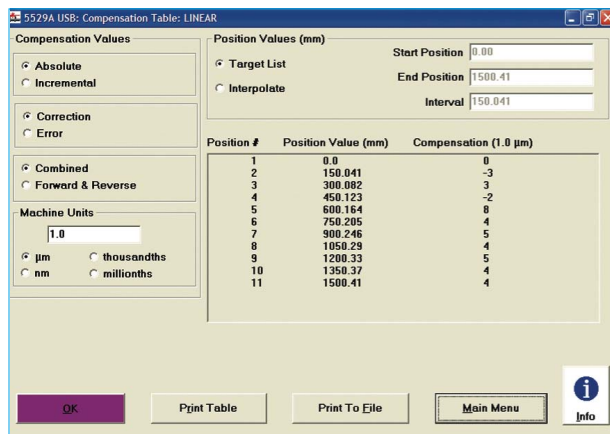 5529A USB: Compensation Table: LINEAR
Compensation Values
Absolute
Incremental
Correction
Error
Combined
Forward & Reverse
Machine Units
1.0
µm thousandths
nm millionths
Position Values (mm)
Target List
Interpolate
Start Position 0.00
End Position 1500.41
Interval 150.041
Position # Position Value (mm) Compensation (1.0 µm)
1 0.0 0
2 150.041 -3
3 300.082 3
4 450.123 -2
5 600.164 8
6 750.205 4
7 900.246 5
8 1050.29 4
9 1200.33 5
10 1350.37 4
11 1500.41 4
OK Print Table Print To File Main Menu Info